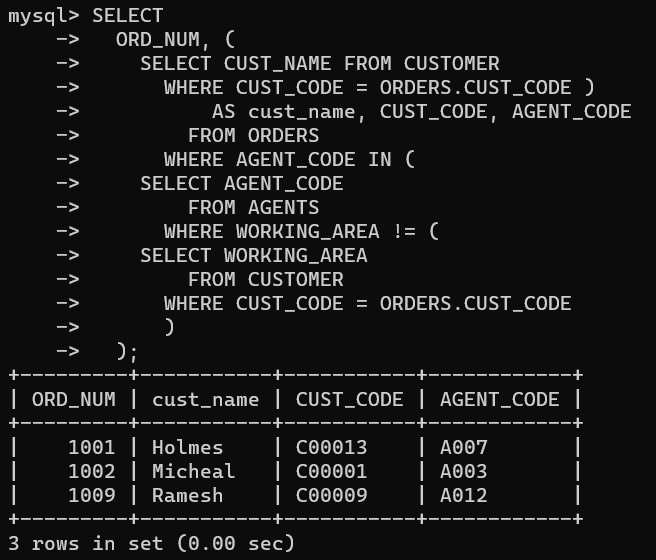 mysql> SELECT
    ->   ORD_NUM, (
    ->     SELECT CUST_NAME FROM CUSTOMER
    ->       WHERE CUST_CODE = ORDERS.CUST_CODE )
    ->           AS cust_name, CUST_CODE, AGENT_CODE
    ->         FROM ORDERS
    ->       WHERE AGENT_CODE IN (
    ->     SELECT AGENT_CODE
    ->         FROM AGENTS
    ->       WHERE WORKING_AREA != (
    ->     SELECT WORKING_AREA
    ->         FROM CUSTOMER
    ->       WHERE CUST_CODE = ORDERS.CUST_CODE
    ->       )
    ->   );
+---------+-----------+-----------+------------+
| ORD_NUM | cust_name | CUST_CODE | AGENT_CODE |
+---------+-----------+-----------+------------+
|    1001 | Holmes    | C00013    | A007       |
|    1002 | Micheal   | C00001    | A003       |
|    1009 | Ramesh    | C00009    | A012       |
+---------+-----------+-----------+------------+
3 rows in set (0.00 sec)